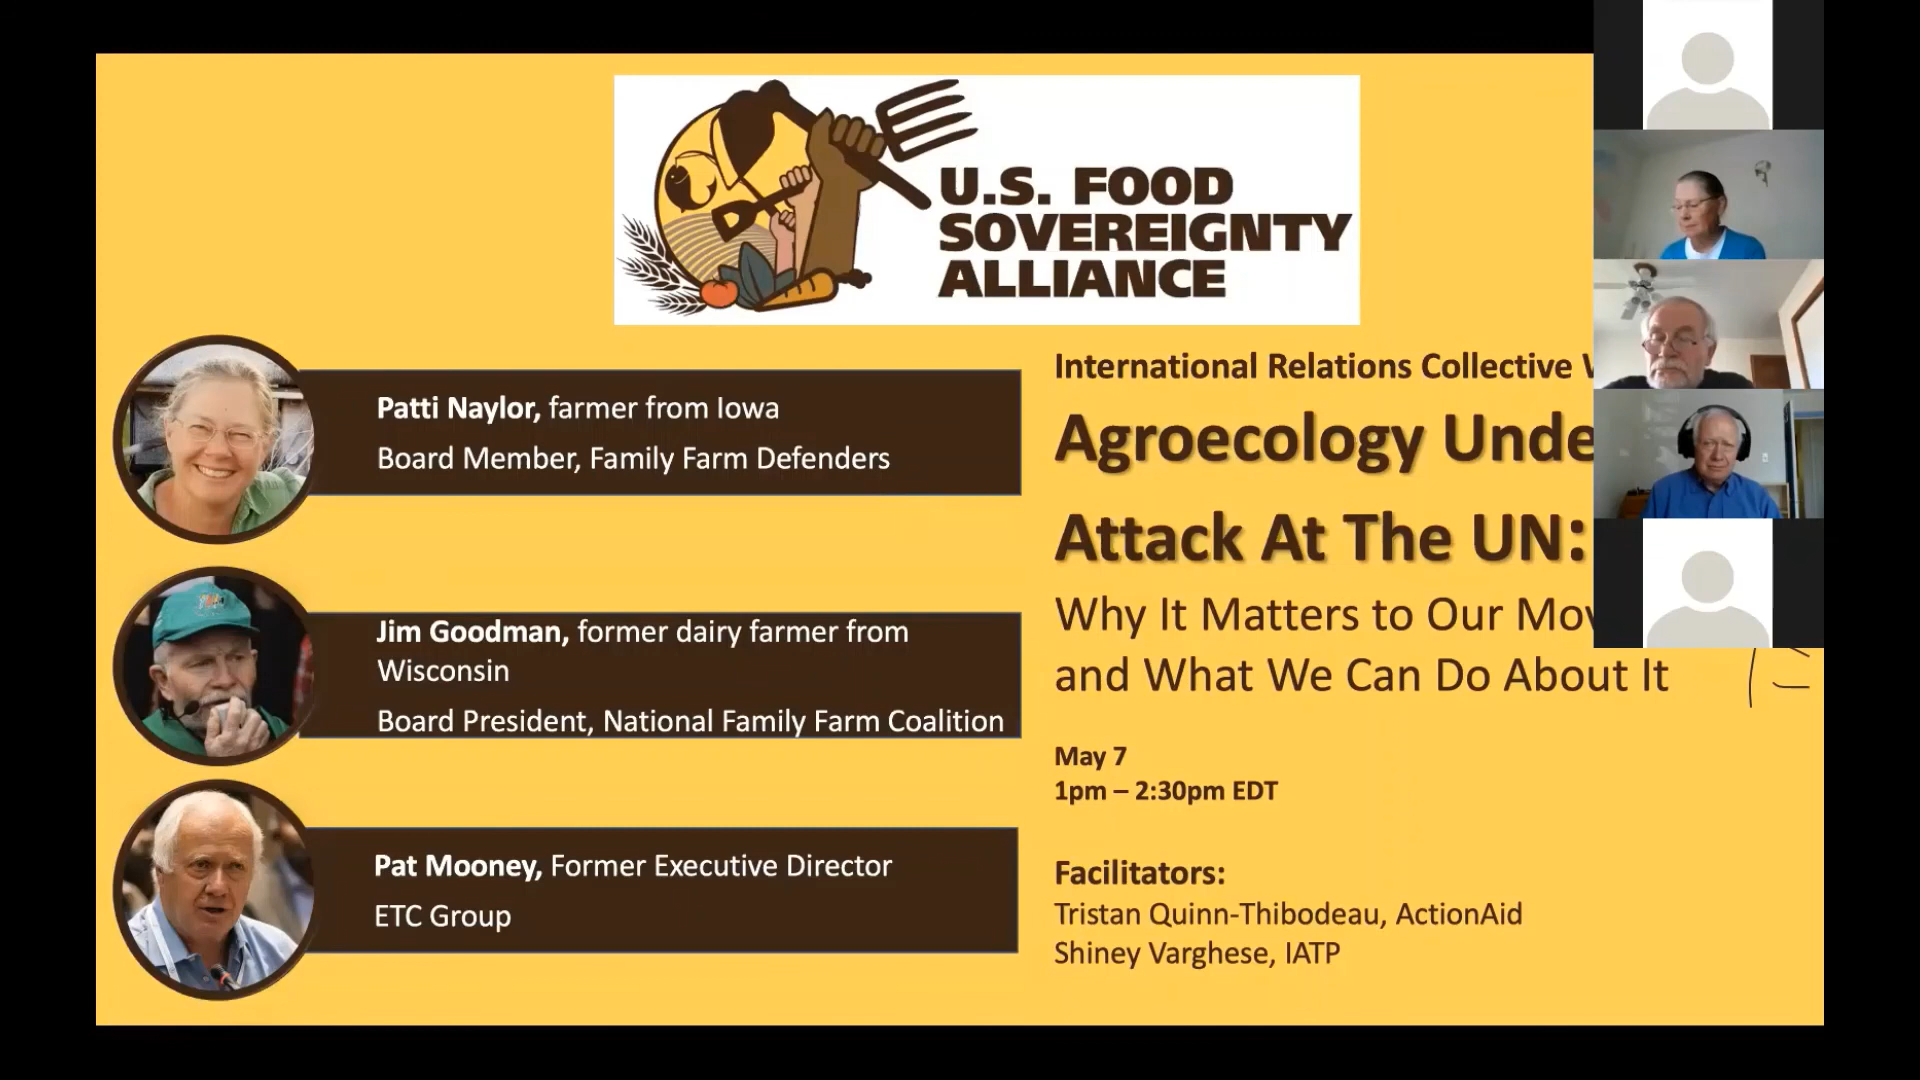 U.S. FOOD
SOVEREIGNTY
ALLIANCE
Patti Naylor, farmer from Iowa
Board Member, Family Farm Defenders
Jim Goodman, former dairy farmer from
Wisconsin
Board President, National Family Farm Coalition
Pat Mooney, Former Executive Director
ETC Group
International Relations Collective
Agroecology
Attack At The UN:
Why It Matters to Our
and What We Can Do About It
May 7
1pm – 2:30pm EDT
Facilitators:
Tristan Quinn-Thibodeau, ActionAid
Shiney Varghese, IATP